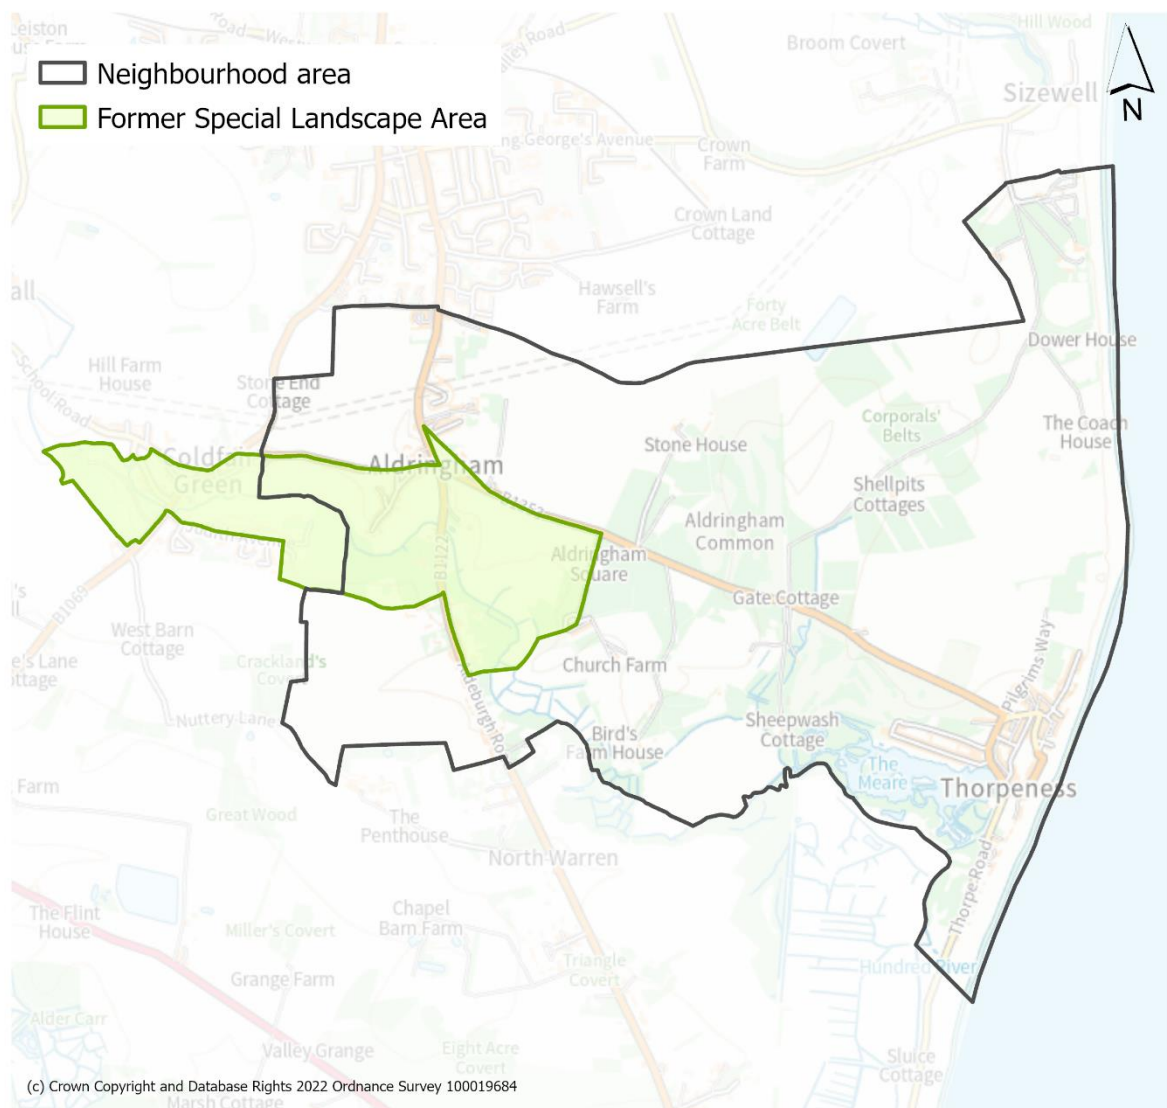 Neighbourhood area
Former Special Landscape Area
N
Hill Wood
Broom Covert
Sizewell
Crown
Farm
Crown Land
Cottage
Hawsell's
Farm
Forty
Acre Belt
Dower House
Hill Farm
House
Stone End
Cottage
School Road
The Coach
House
Corporals'
Belts
Stone House
Aldringham
Green
Shellpits
Cottages
B1122
Aldringham
Common
Aldringham
Square
Gate Cottage
B1069
West Barn
Cottage
Church Farm
Pilgrims Way
Nuttery Lane
Bird's
Farm House
Sheepwash
Cottage
The
Meare
Thorpeness
Farm
Great Wood
The
Penthouse
North Warren
Thorpe Road
The Flint
House
Chapel
Barn Farm
Miller's Covert
Grange Farm
Triangle
Covert
Hundred River
Alder Carr
Valley Grange
Eight Acre
Covert
Sluice
Cottage
(c) Crown Copyright and Database Rights 2022 Ordnance Survey 100019684
Marsh Cottage